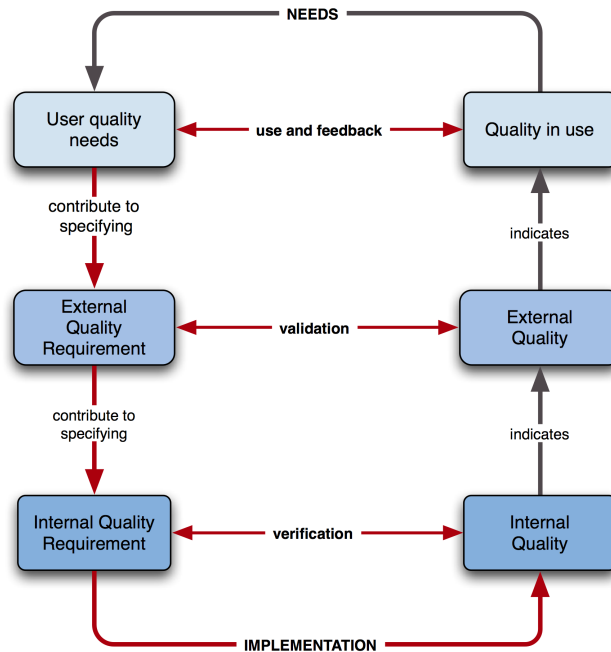 NEEDS
User quality
needs
use and feedback
Quality in use
contribute to
specifying
indicates
External
Quality
Requirement
validation
External
Quality
contribute to
specifying
indicates
Internal Quality
Requirement
verification
Internal
Quality
IMPLEMENTATION